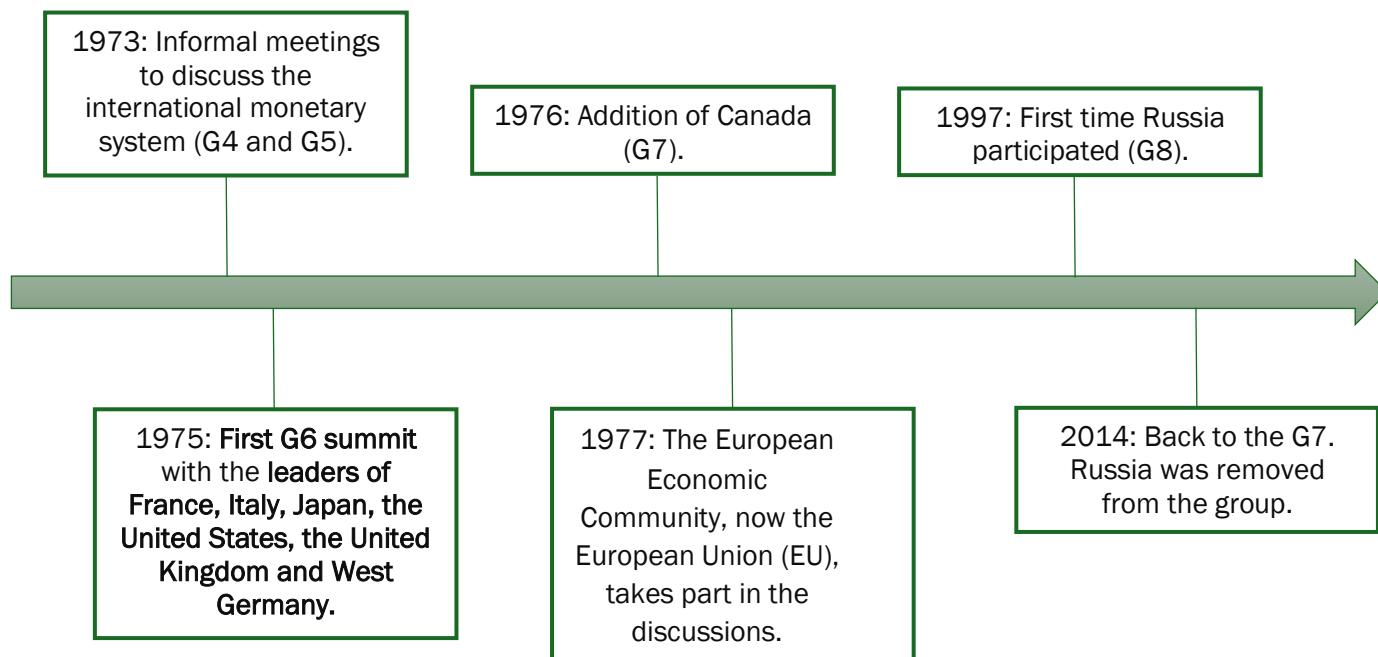 1973: Informal meetings
to discuss the
international monetary
system (G4 and G5).
1976: Addition of Canada
(G7).
1997: First time Russia
participated (G8).
1975: First G6 summit
with the leaders of
France, Italy, Japan, the
United States, the United
Kingdom and West
Germany.
1977: The European
Economic
Community, now the
European Union (EU),
takes part in the
discussions.
2014: Back to the G7.
Russia was removed
from the group.